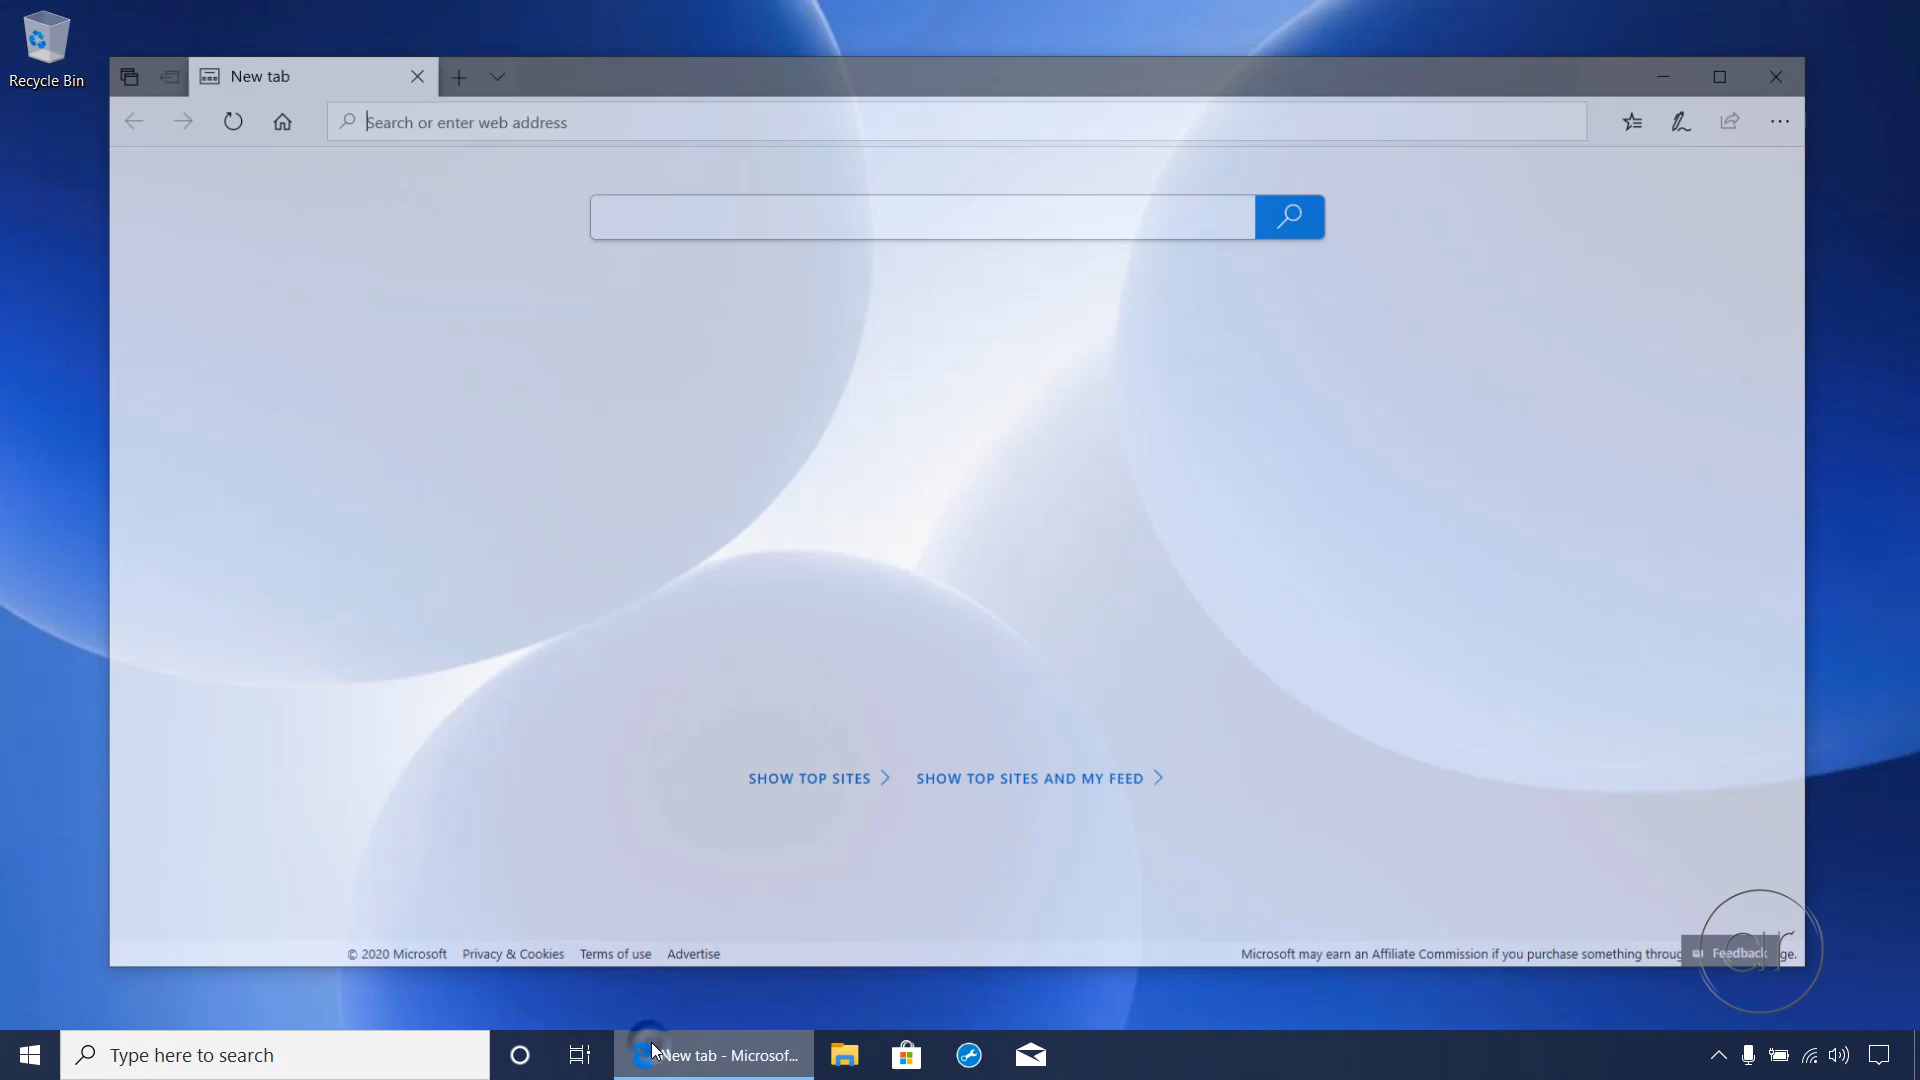 Recycle Bin
New tab
Search or enter web address
SHOW TOP SITES
SHOW TOP SITES AND MY FEED
© 2020 Microsoft Privacy & Cookies Terms of use Advertise
Microsoft may earn an Affiliate Commission if you purchase something
Feedback
Type here to search
New tab - Microsof...